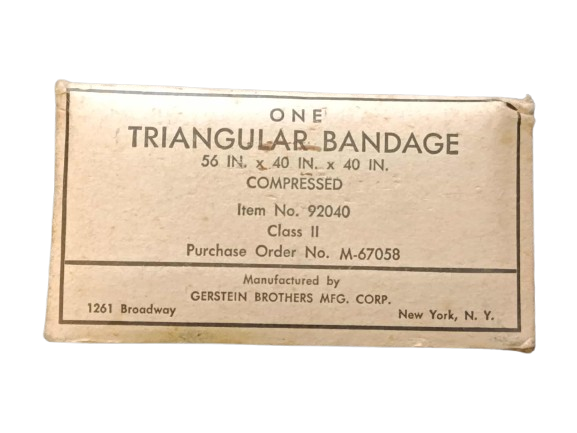 ONE
TRIANGULAR BANDAGE
56 IN. x 40 IN. x 40 IN.
COMPRESSED
Item No. 92040
Class II
Purchase Order No. M-67058
Manufactured by
GERSTEIN BROTHERS MFG. CORP.
1261 Broadway New York, N. Y.